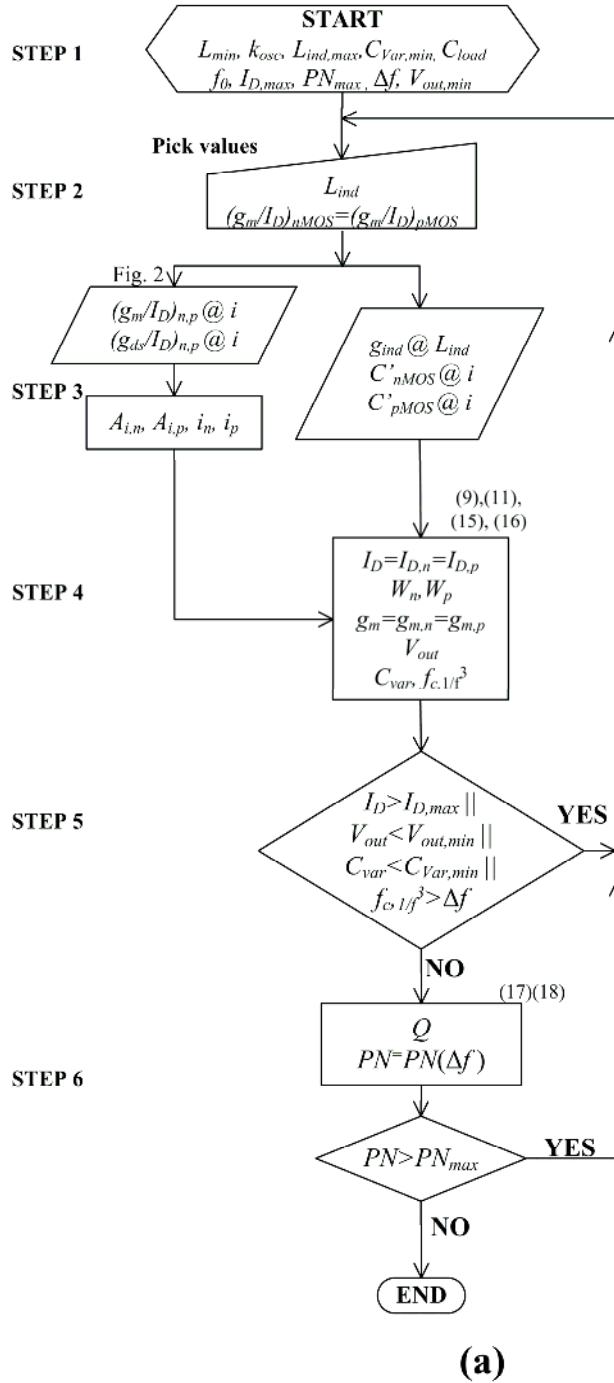 START
STEP 1
L_min, k_osc, L_ind,max, C_Var,min, C_load
f_0, I_D,max, PN_max, Δf, V_out,min
Pick values
STEP 2
L_ind
(g_m/I_D)_nMOS=(g_m/I_D)_pMOS
Fig. 2
(g_m/I_D)_n,p @ i
(g_ds/I_D)_n,p @ i
g_ind @ L_ind
C'_nMOS @ i
C'_pMOS @ i
STEP 3
A_i,n, A_i,p, i_n, i_p
(9),(11),
(15), (16)
STEP 4
I_D=I_D,n=I_D,p
W_n,W_p
g_m=g_m,n=g_m,p
V_out
C_var, f_c,1/f^3
STEP 5
I_D>I_D,max ||
V_out<V_out,min ||
C_var<C_Var,min ||
f_c,1/f^3>Δf
YES
NO
(17)(18)
Q
PN=PN(Δf)
STEP 6
PN>PN_max
YES
NO
END
(a)